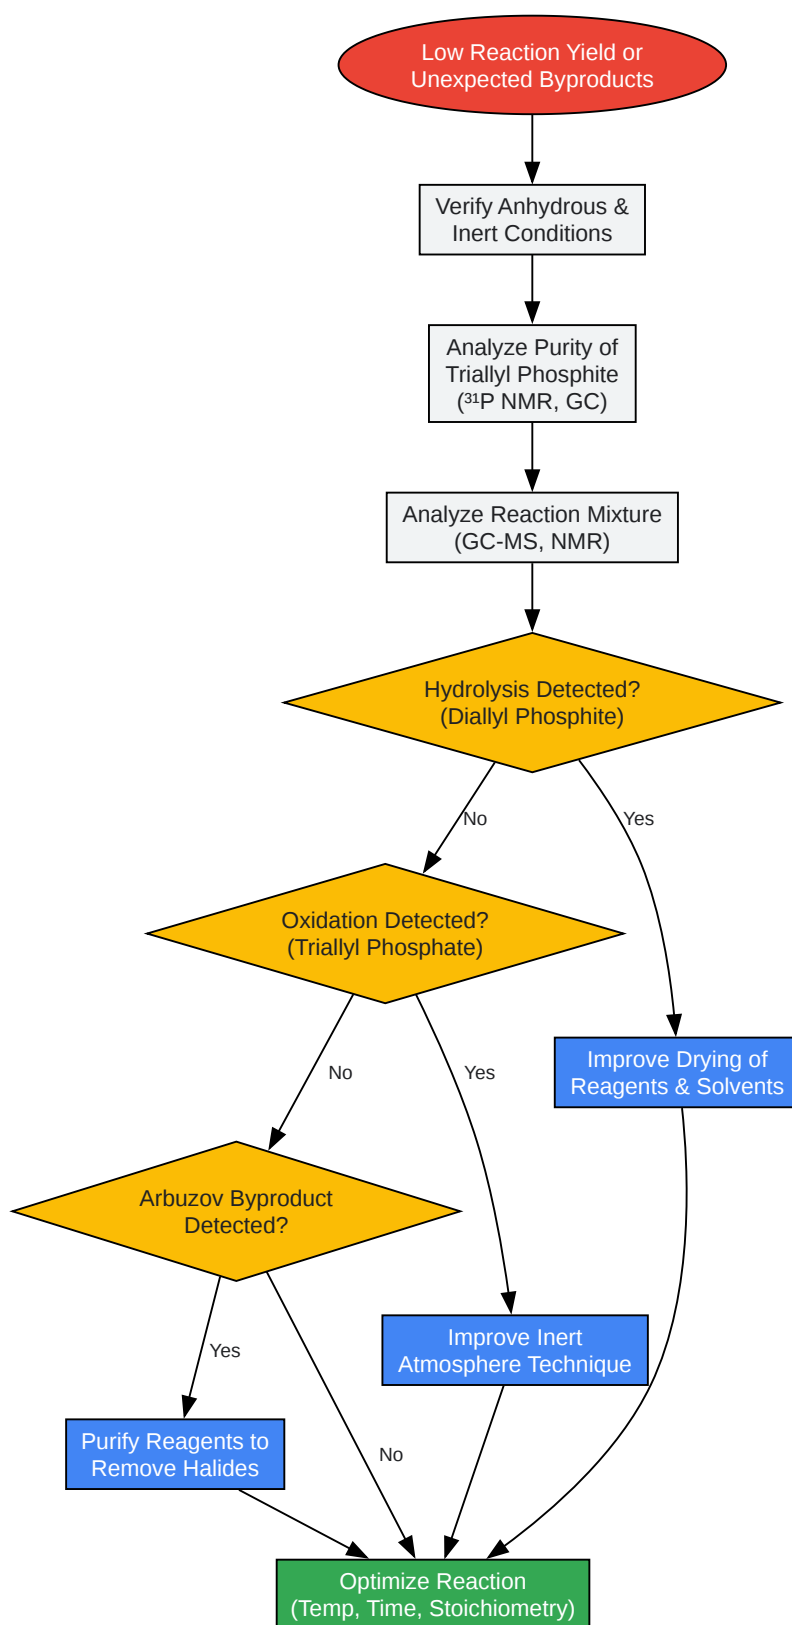 Low Reaction Yield or
Unexpected Byproducts
Verify Anhydrous &
Inert Conditions
Analyze Purity of
Triallyl Phosphite
(³¹P NMR, GC)
Analyze Reaction Mixture
(GC-MS, NMR)
Hydrolysis Detected?
(Diallyl Phosphite)
No
Yes
Oxidation Detected?
(Triallyl Phosphate)
Improve Drying of
Reagents & Solvents
No
Yes
Arbuzov Byproduct
Detected?
Improve Inert
Atmosphere Technique
Yes
Purify Reagents to
Remove Halides
No
Optimize Reaction
(Temp, Time, Stoichiometry)